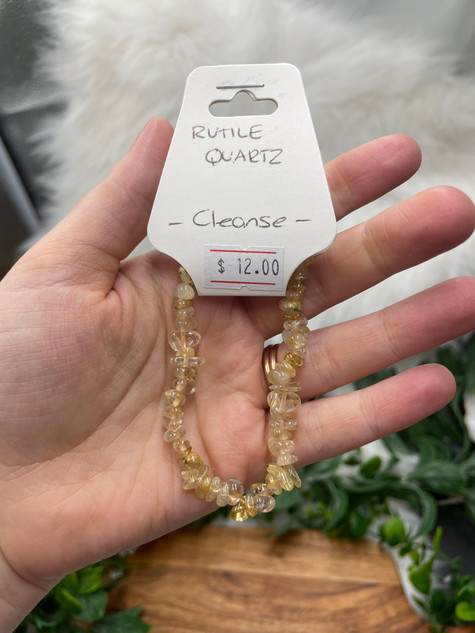 RUTILE
QUARTZ
- Cleanse -
$ 12.00